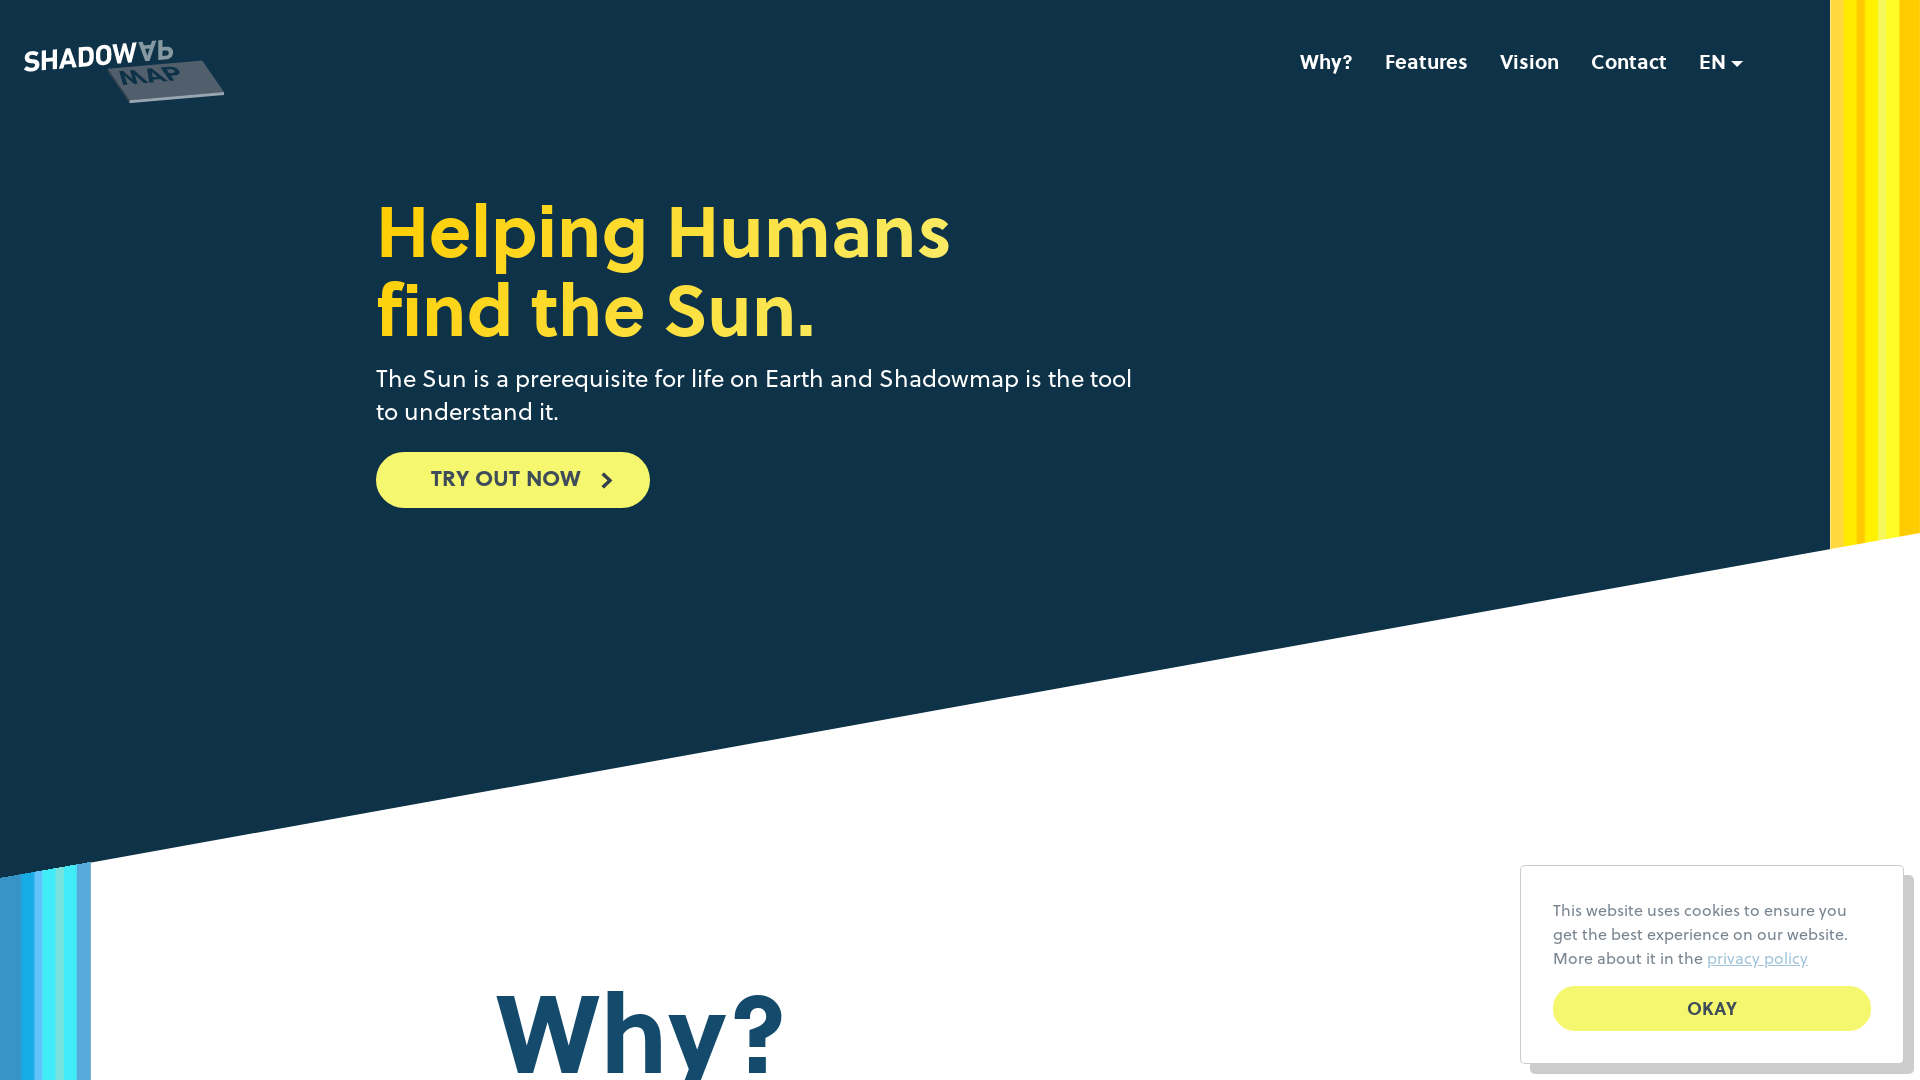 SHADOWAP
MAP
Why?
Features
Vision
Contact
EN
Helping Humans
find the Sun.
The Sun is a prerequisite for life on Earth and Shadowmap is the tool
to understand it.
TRY OUT NOW
Why?
This website uses cookies to ensure you
get the best experience on our website.
More about it in the privacy policy
OKAY